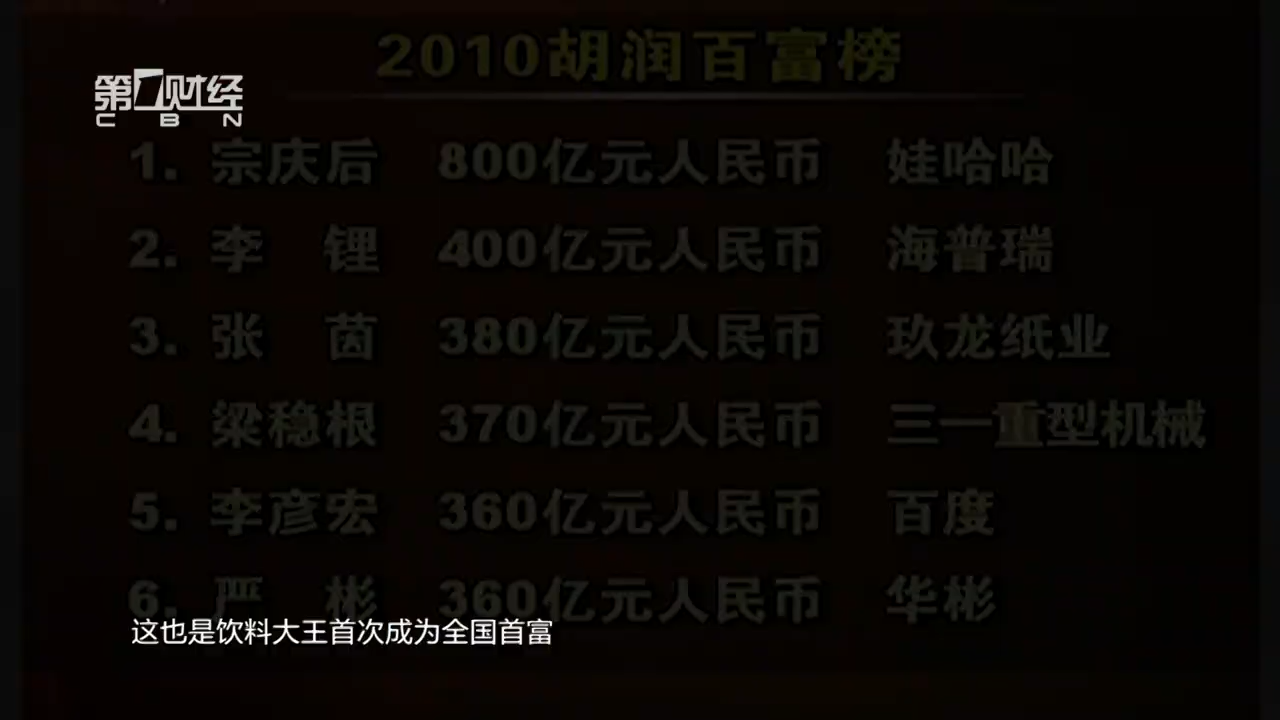 2010胡润百富榜
第1财经
CBN
1. 宗庆后 800亿元人民币 娃哈哈
2. 李 锂 400亿元人民币 海普瑞
3. 张 茵 380亿元人民币 玖龙纸业
4. 梁稳根 370亿元人民币 三一重型机械
5. 李彦宏 360亿元人民币 百度
6. 严 彬 360亿元人民币 华彬
这也是饮料大王首次成为全国首富